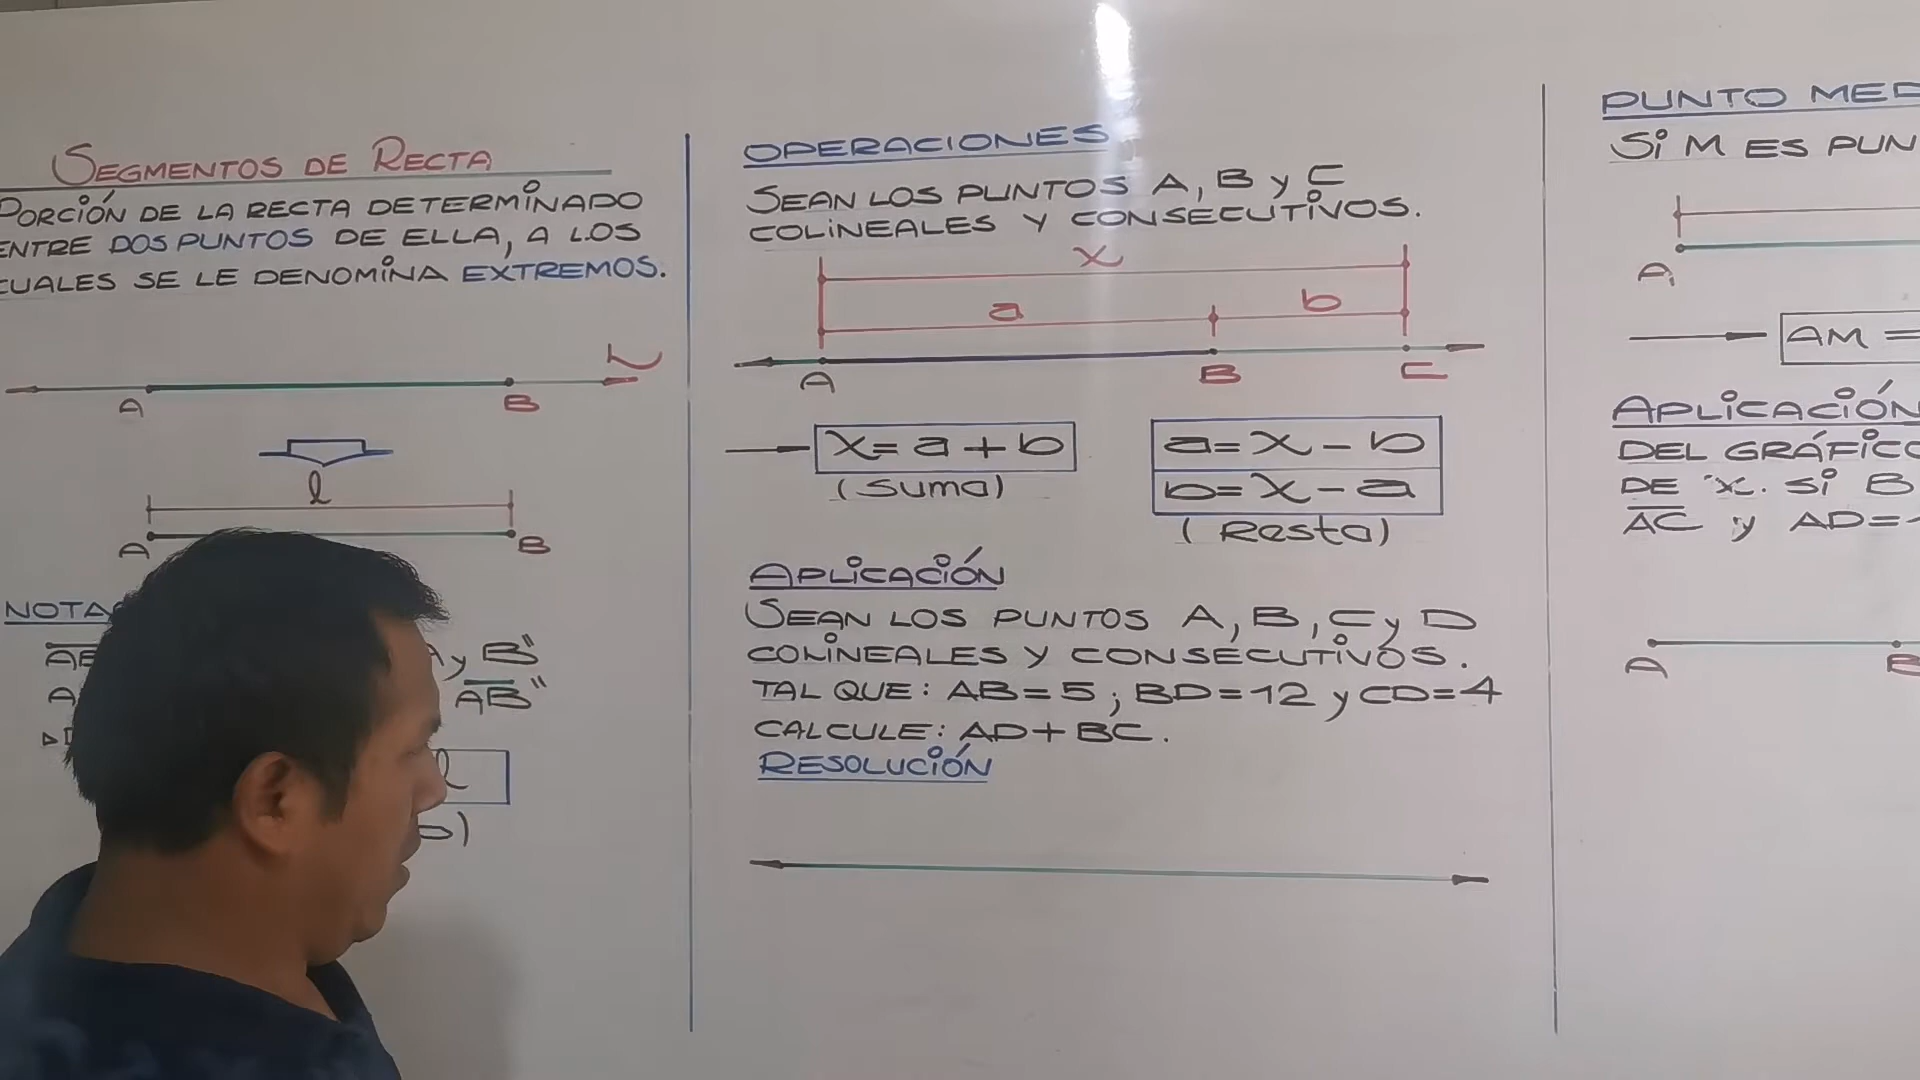 SEGMENTOS DE RECTA
PORCIÓN DE LA RECTA DETERMINADO
ENTRE DOS PUNTOS DE ELLA, A LOS
CUALES SE LE DENOMINA EXTREMOS.
L
A B
l
A B
NOTA
A y B"
A AB"
l
OPERACIONES
SEAN LOS PUNTOS A, B y C
COLINEALES Y CONSECUTIVOS.
x
a b
A B C
x = a + b
(Suma)
a = x - b
b = x - a
(Resta)
APLICACIÓN
SEAN LOS PUNTOS A, B, C y D
COLINEALES Y CONSECUTIVOS.
TAL QUE: AB=5; BD=12 y CD=4
CALCULE: AD+BC.
RESOLUCIÓN
PUNTO MED
Si M ES PUN
A
AM =
APLICACIÓN
DEL GRÁFICO
DE "x. Si B
AC y AD=
A B